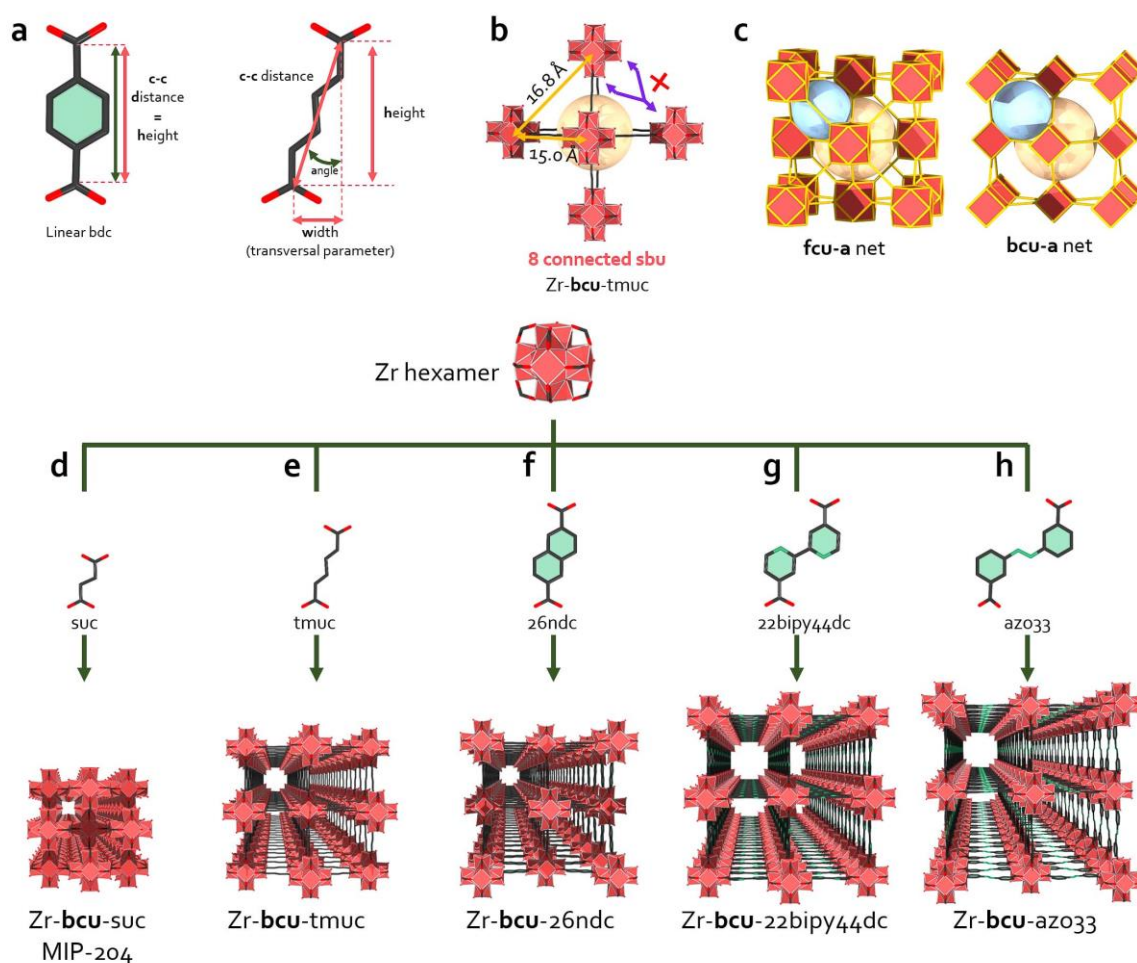 a
c-c
distance
=
height
Linear bdc
c-c distance
height
angle
width
(transversal parameter)
b
16.8 Å
15.0 Å
8 connected sbu
Zr-bcu-tmuc
c
fcu-a net
bcu-a net
Zr hexamer
d
suc
Zr-bcu-suc
MIP-204
e
tmuc
Zr-bcu-tmuc
f
26ndc
Zr-bcu-26ndc
g
22bipy44dc
Zr-bcu-22bipy44dc
h
azo33
Zr-bcu-azo33